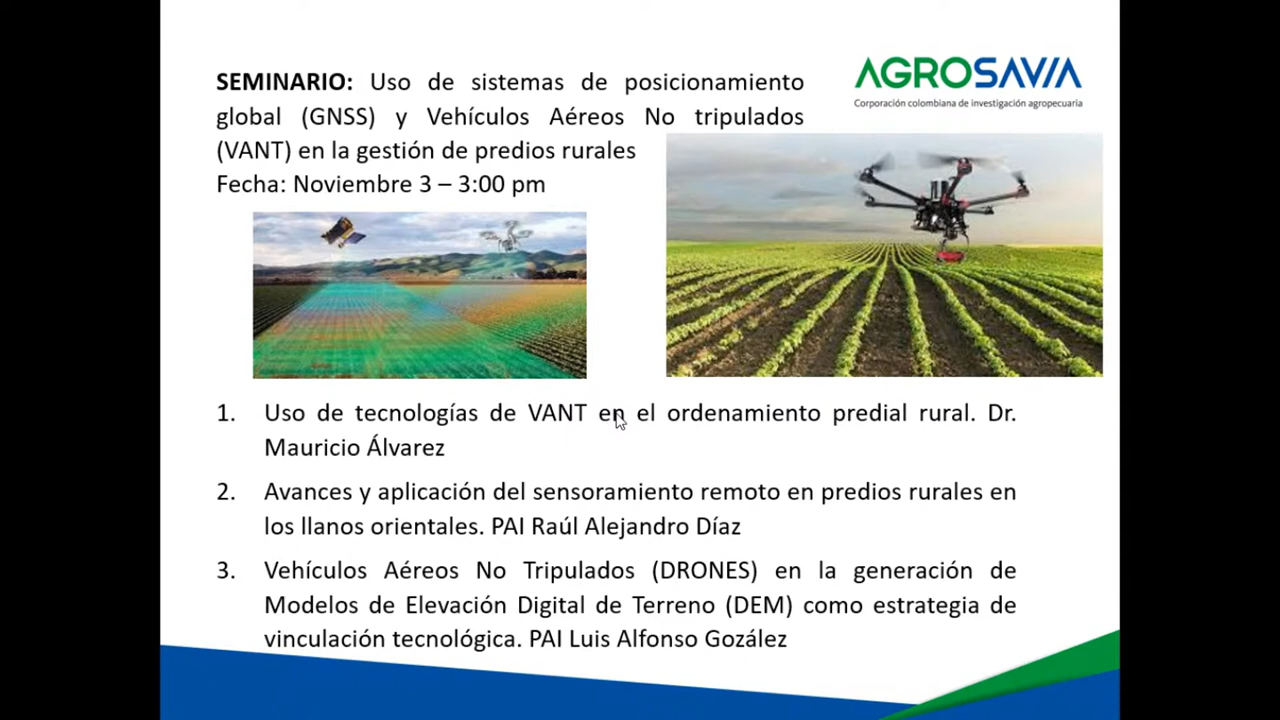 SEMINARIO: Uso de sistemas de posicionamiento
global (GNSS) y Vehículos Aéreos No tripulados
(VANT) en la gestión de predios rurales
Fecha: Noviembre 3 – 3:00 pm
AGROSAVIA
Corporación colombiana de investigación agropecuaria
1. Uso de tecnologías de VANT en el ordenamiento predial rural. Dr.
Mauricio Álvarez
2. Avances y aplicación del sensoramiento remoto en predios rurales en
los llanos orientales. PAI Raúl Alejandro Díaz
3. Vehículos Aéreos No Tripulados (DRONES) en la generación de
Modelos de Elevación Digital de Terreno (DEM) como estrategia de
vinculación tecnológica. PAI Luis Alfonso Gozález